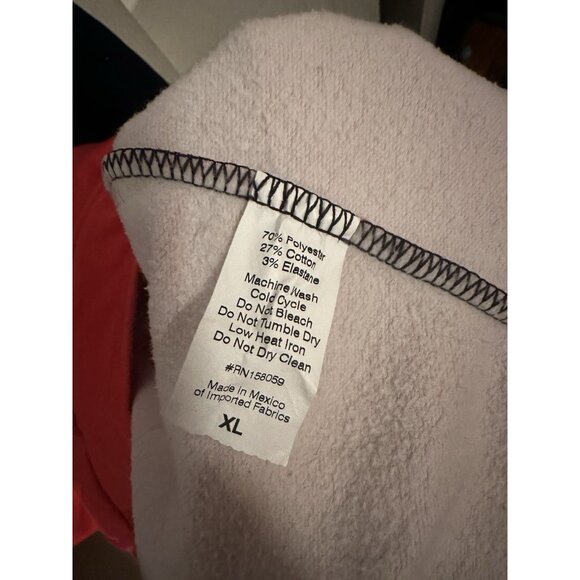 70% Polyestir
27% Cotton
3% Elastane
Machine Wash
Cold Cycle
Do Not Bleach
Do Not Tumble Dry
Low Heat Iron
Do Not Dry Clean
#RN158059
Made in Mexico
of Imported Fabrics
XL